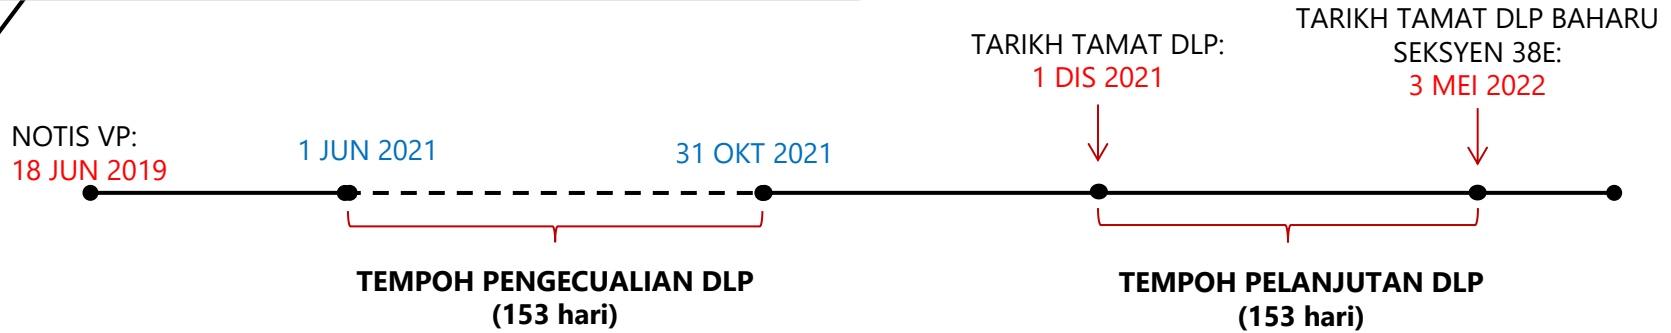 NOTIS VP:
18 JUN 2019
1 JUN 2021
31 OKT 2021
TARIKH TAMAT DLP:
1 DIS 2021
TARIKH TAMAT DLP BAHARU
SEKSYEN 38E:
3 MEI 2022
TEMPOH PENGECUALIAN DLP
(153 hari)
TEMPOH PELANJUTAN DLP
(153 hari)